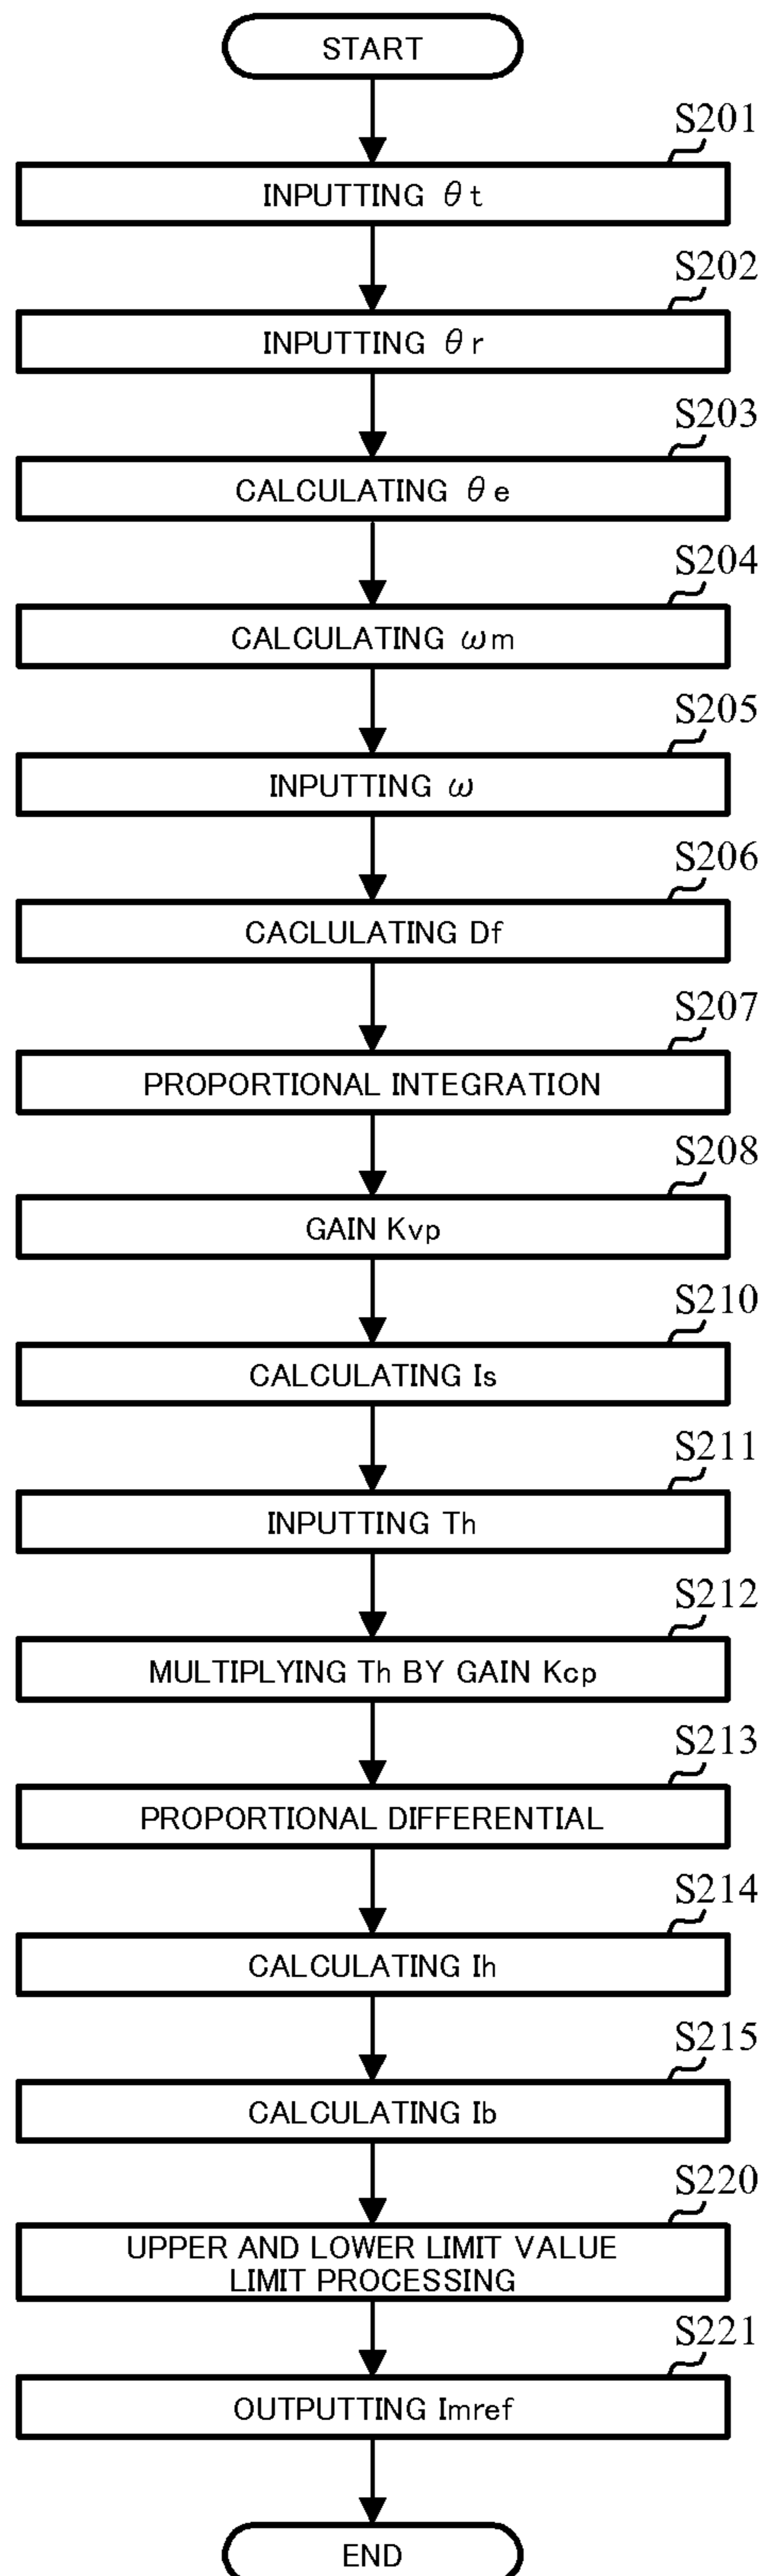 START
S201
INPUTTING θt
S202
INPUTTING θr
S203
CALCULATING θe
S204
CALCULATING ωm
S205
INPUTTING ω
S206
CACLULATING Df
S207
PROPORTIONAL INTEGRATION
S208
GAIN Kvp
S210
CALCULATING Is
S211
INPUTTING Th
S212
MULTIPLYING Th BY GAIN Kcp
S213
PROPORTIONAL DIFFERENTIAL
S214
CALCULATING Ih
S215
CALCULATING Ib
S220
UPPER AND LOWER LIMIT VALUE
LIMIT PROCESSING
S221
OUTPUTTING Imref
END